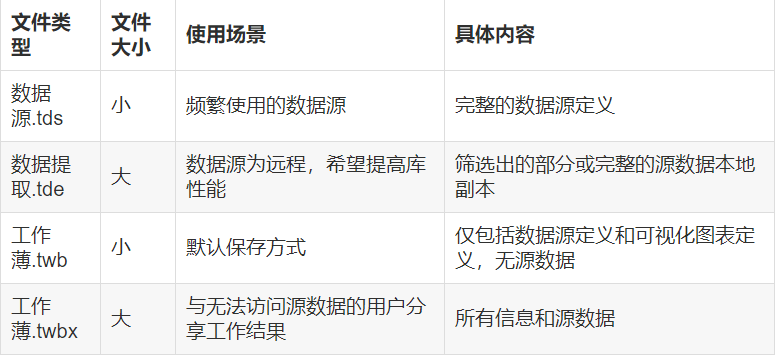 文件类
型
文件
大小
使用场景
具体内容
数据
源.tds
小
频繁使用的数据源
完整的数据源定义
数据提
取.tde
大
数据源为远程，希望提高库
性能
筛选出的部分或完整的源数据本地
副本
工作
薄.twb
小
默认保存方式
仅包括数据源定义和可视化图表定
义，无源数据
工作
薄.twbx
大
与无法访问源数据的用户分
享工作结果
所有信息和源数据